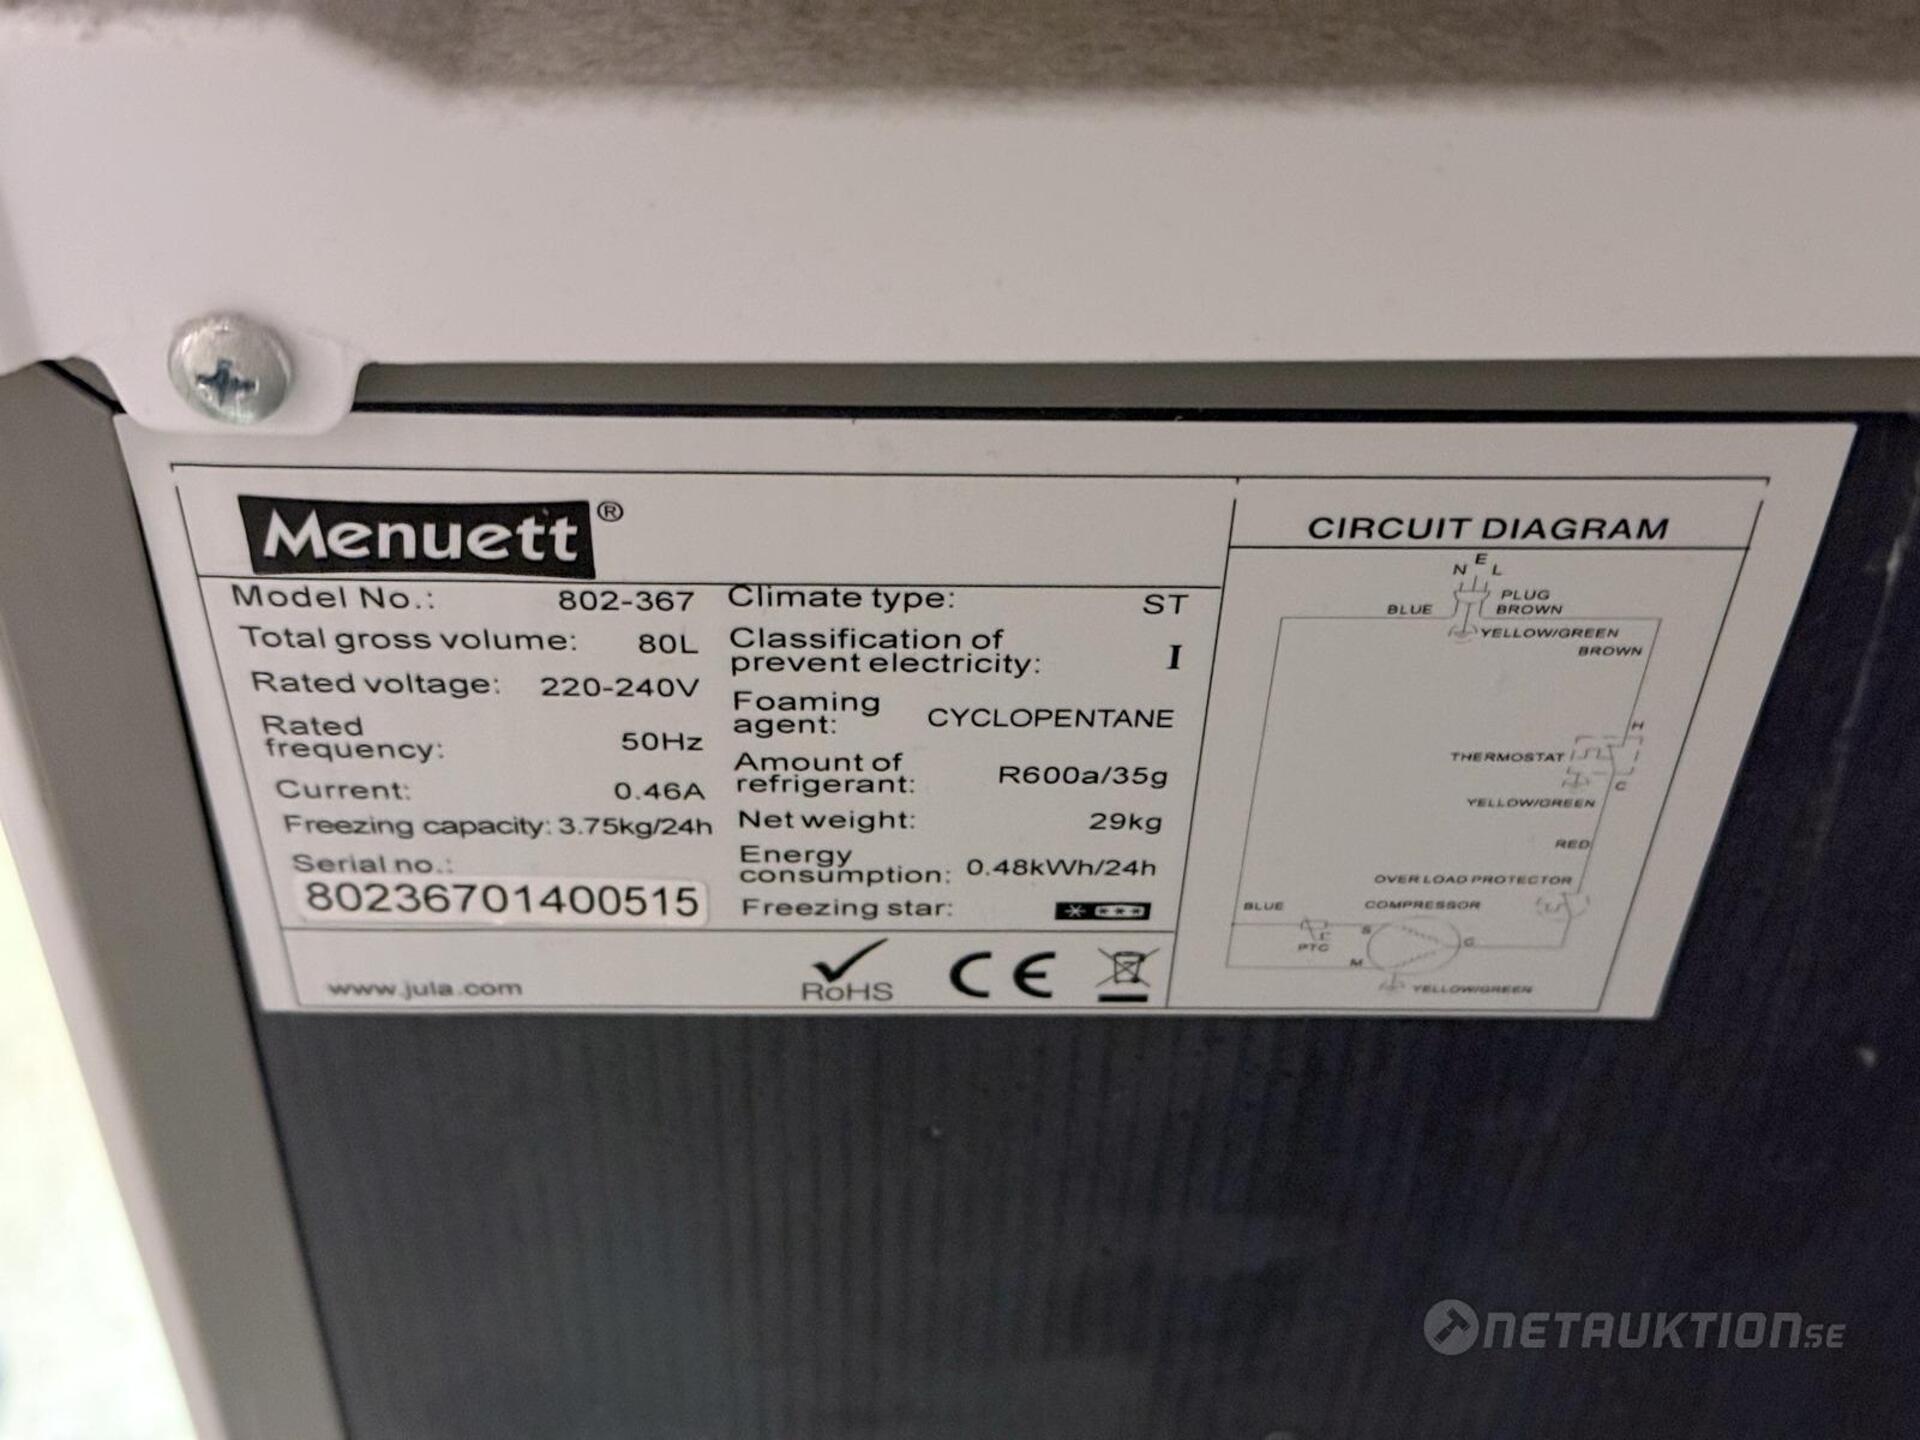 Menuett®
Model No.: 802-367
Total gross volume: 80L
Rated voltage: 220-240V
Rated
frequency: 50Hz
Current: 0.46A
Freezing capacity: 3.75kg/24h
Serial no.:
80236701400515
Climate type: ST
Classification of
prevent electricity: I
Foaming
agent: CYCLOPENTANE
Amount of
refrigerant: R600a/35g
Net weight: 29kg
Energy
consumption: 0.48kWh/24h
Freezing star:
www.jula.com
RoHS
CE
CIRCUIT DIAGRAM
N E L
PLUG
BLUE BROWN
YELLOW/GREEN
BROWN
H
THERMOSTAT
C
YELLOW/GREEN
RED
OVER LOAD PROTECTOR
BLUE COMPRESSOR
PTC
S
C
M
YELLOW/GREEN
NETAUKTION.SE